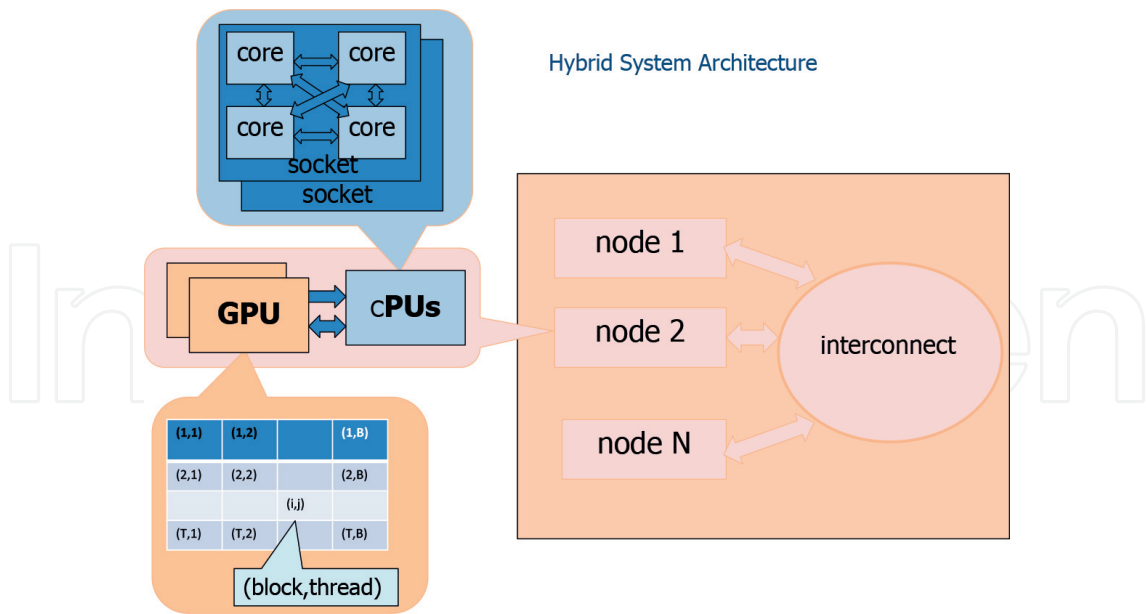 Hybrid System Architecture
core core
core core
socket
socket
GPU cPUs
node 1
node 2
node N
interconnect
(1,1) (1,2) (1,B)
(2,1) (2,2) (2,B)
(i,j)
(T,1) (T,2) (T,B)
(block,thread)